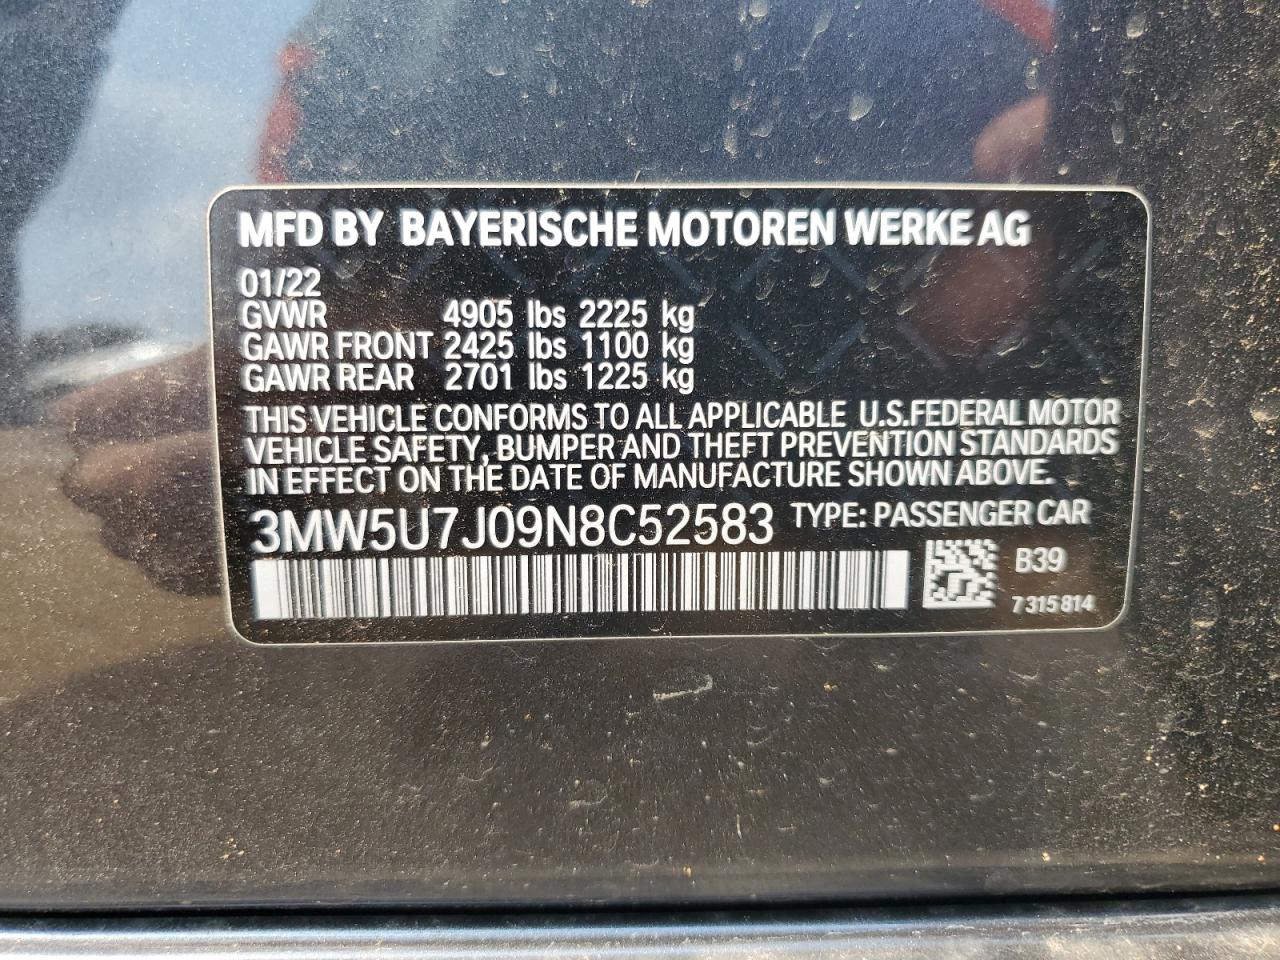 MFD BY BAYERISCHE MOTOREN WERKE AG
01/22
GVWR 4905 lbs 2225 kg
GAWR FRONT 2425 lbs 1100 kg
GAWR REAR 2701 lbs 1225 kg
THIS VEHICLE CONFORMS TO ALL APPLICABLE U.S.FEDERAL MOTOR
VEHICLE SAFETY, BUMPER AND THEFT PREVENTION STANDARDS
IN EFFECT ON THE DATE OF MANUFACTURE SHOWN ABOVE.
3MW5U7J09N8C52583 TYPE: PASSENGER CAR
B39
7 315 814